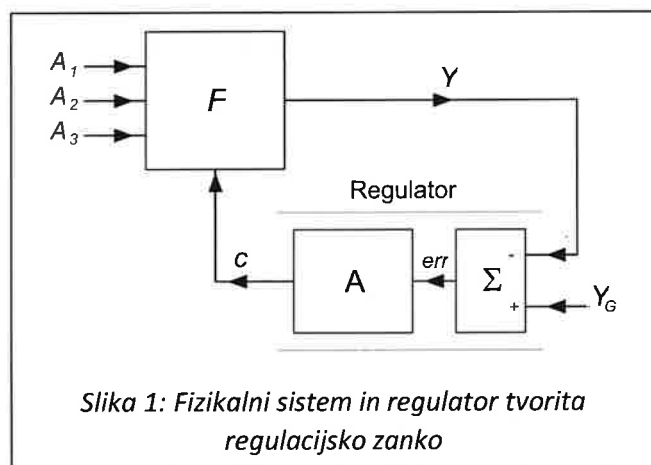 A1
F
Y
A2
A3
Regulator
c
A
err
Σ
-
+
YG
Slika 1: Fizikalni sistem in regulator tvorita
regulacijsko zanko